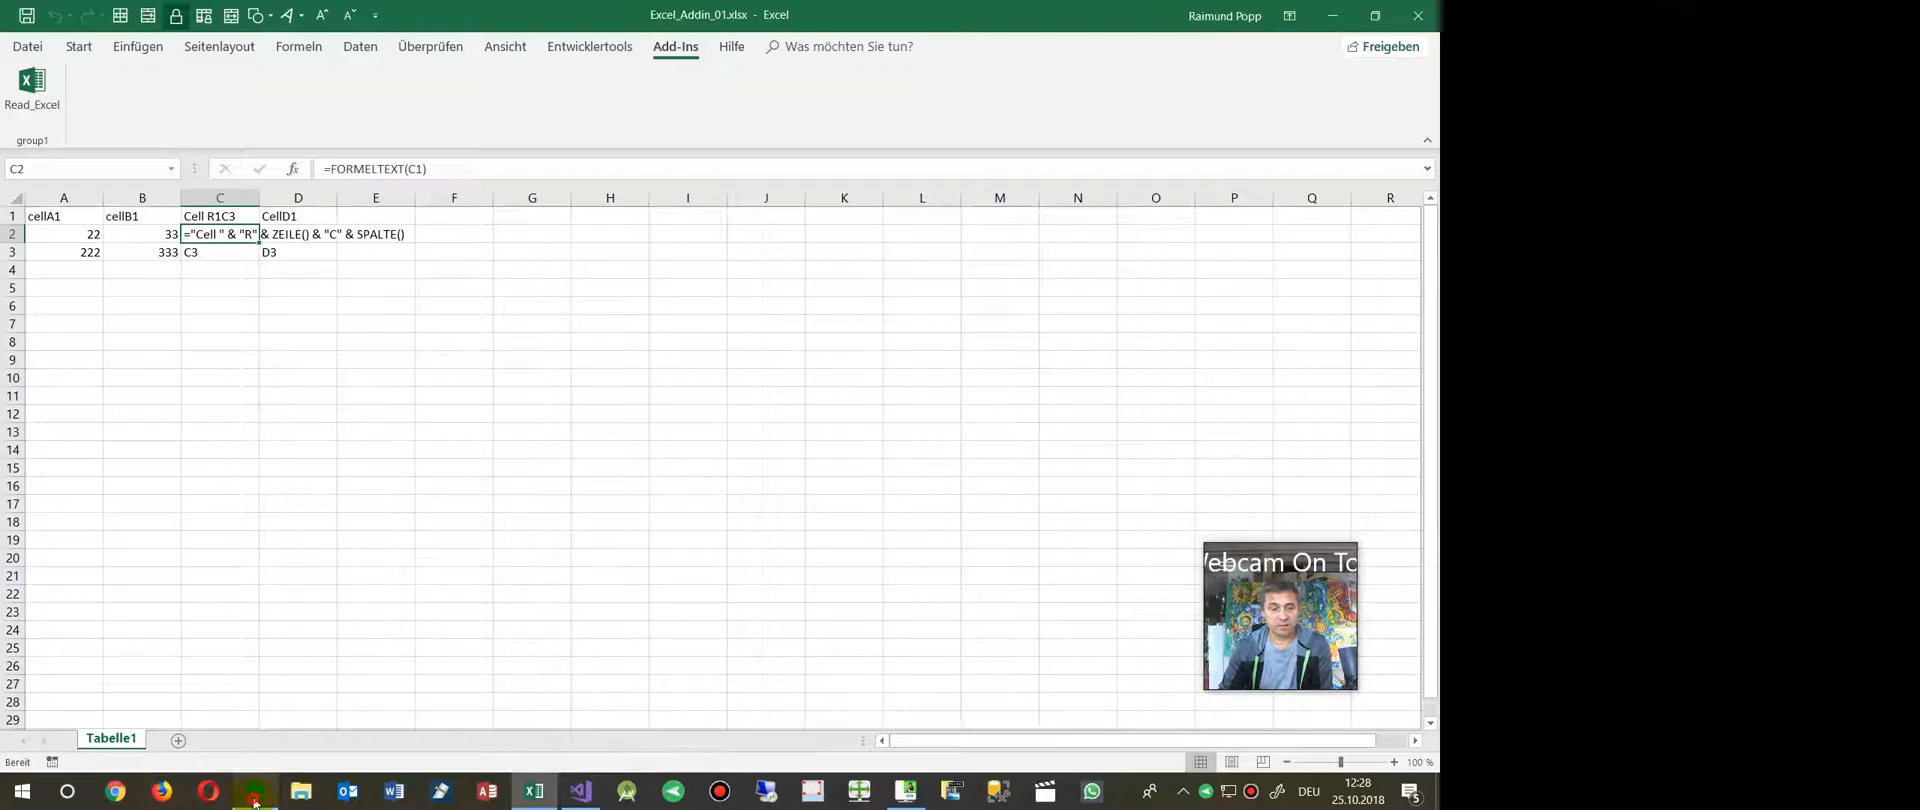 Excel_Addin_01.xlsx - Excel
Raimund Popp
Datei Start Einfügen Seitenlayout Formeln Daten Überprüfen Ansicht Entwicklertools Add-Ins Hilfe Was möchten Sie tun? Freigeben
Read_Excel
group1
C2 fx =FORMELTEXT(C1)
A B C D E F G H I J K L M N O P Q R
1 cellA1 cellB1 Cell R1C3 CellD1
2 22 33 ="Cell " & "R" & ZEILE() & "C" & SPALTE()
3 222 333 C3 D3
4
5
6
7
8
9
10
11
12
13
14
15
16
17
18
19
20
21
22
23
24
25
26
27
28
29
ebcam On To
Tabelle1
Bereit
100 %
DEU
12:28
25.10.2018
5